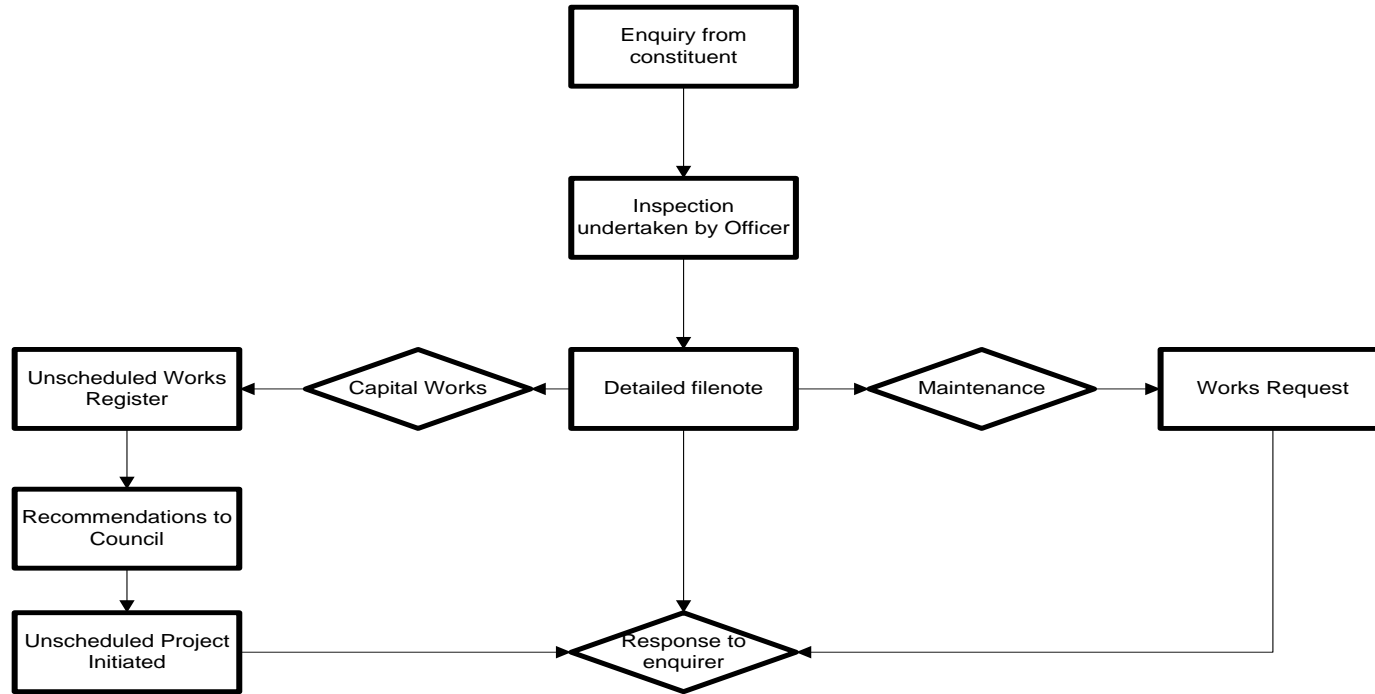 Enquiry from
constituent
Inspection
undertaken by Officer
Unscheduled Works
Register
Capital Works
Detailed filenote
Maintenance
Works Request
Recommendations to
Council
Unscheduled Project
Initiated
Response to
enquirer